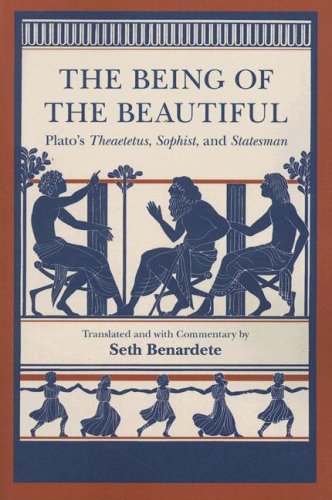 THE BEING OF
THE BEAUTIFUL
Plato's Theaetetus, Sophist, and Statesman
Translated and with Commentary by
Seth Benardete